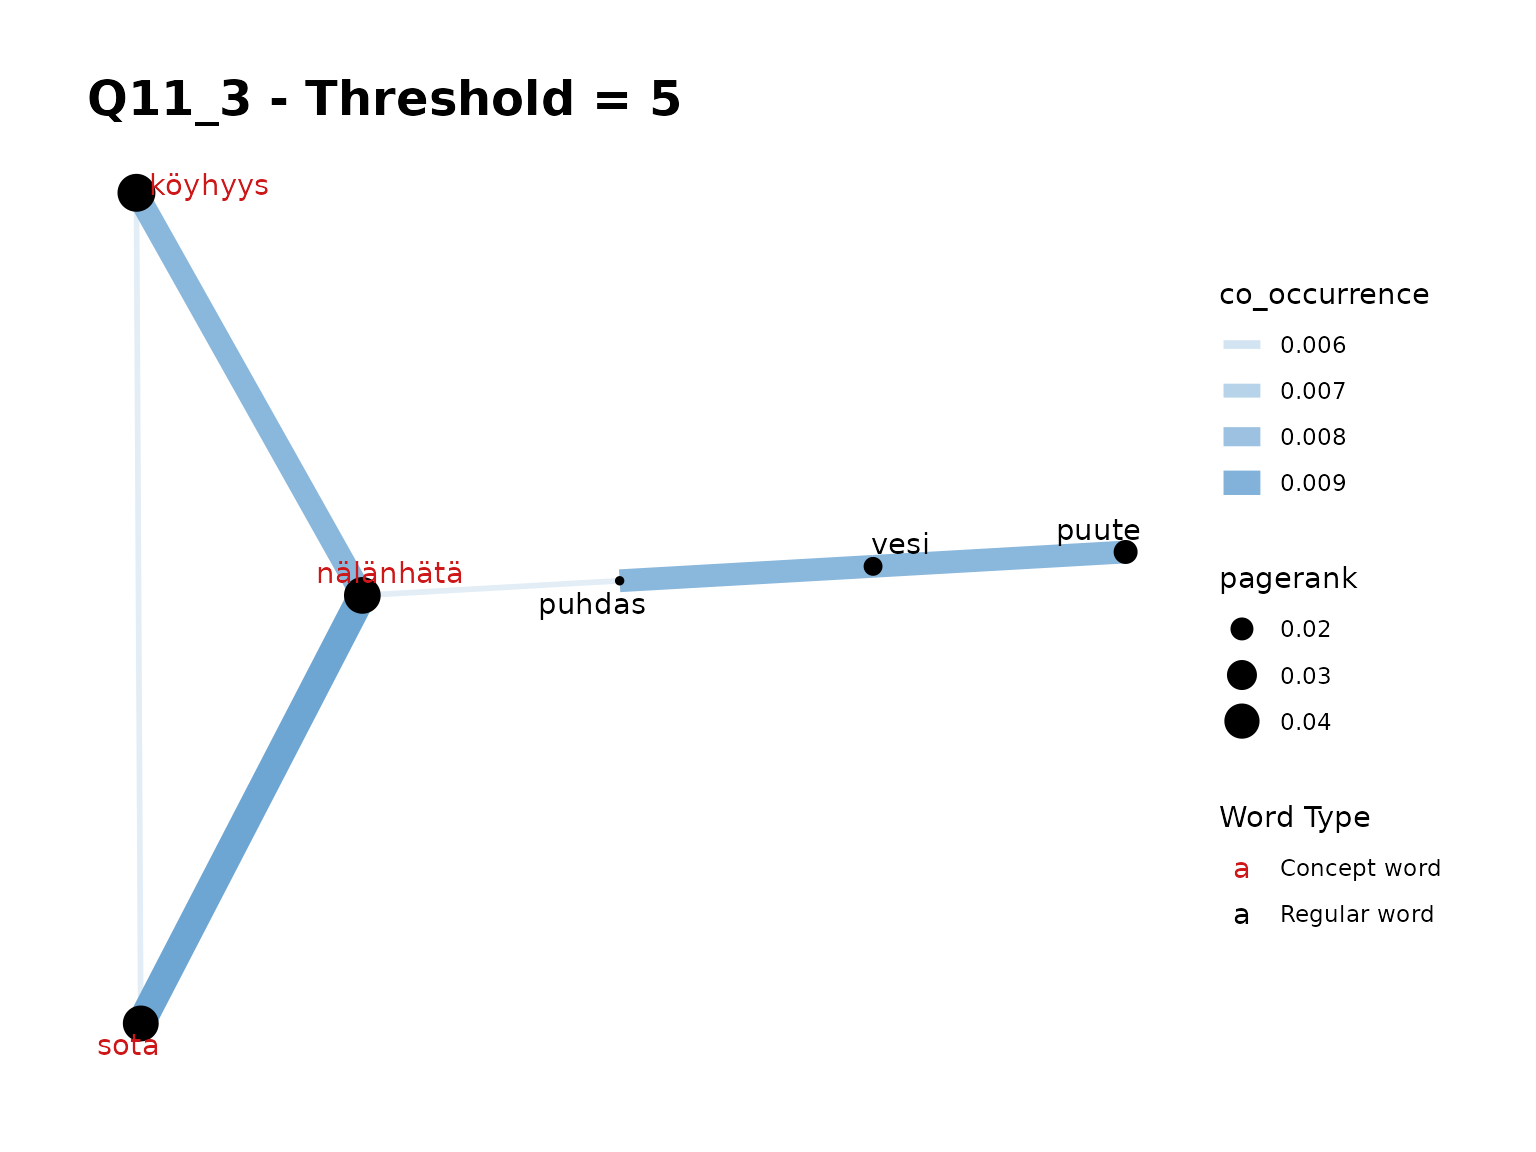 Q11_3 - Threshold = 5
köyhyys
nälänhätä
puhdas
vesi
puute
sota
co_occurrence
0.006
0.007
0.008
0.009
pagerank
0.02
0.03
0.04
Word Type
a Concept word
a Regular word